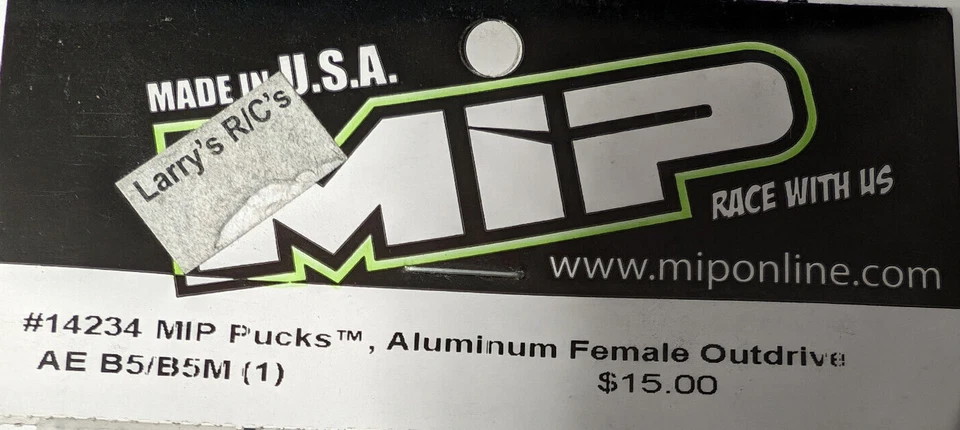 MADE IN U.S.A.
Larry's R/C's
MIP
RACE WITH US
www.miponline.com
#14234 MIP Pucks™, Aluminum Female Outdrive
AE B5/B5M (1)
$15.00